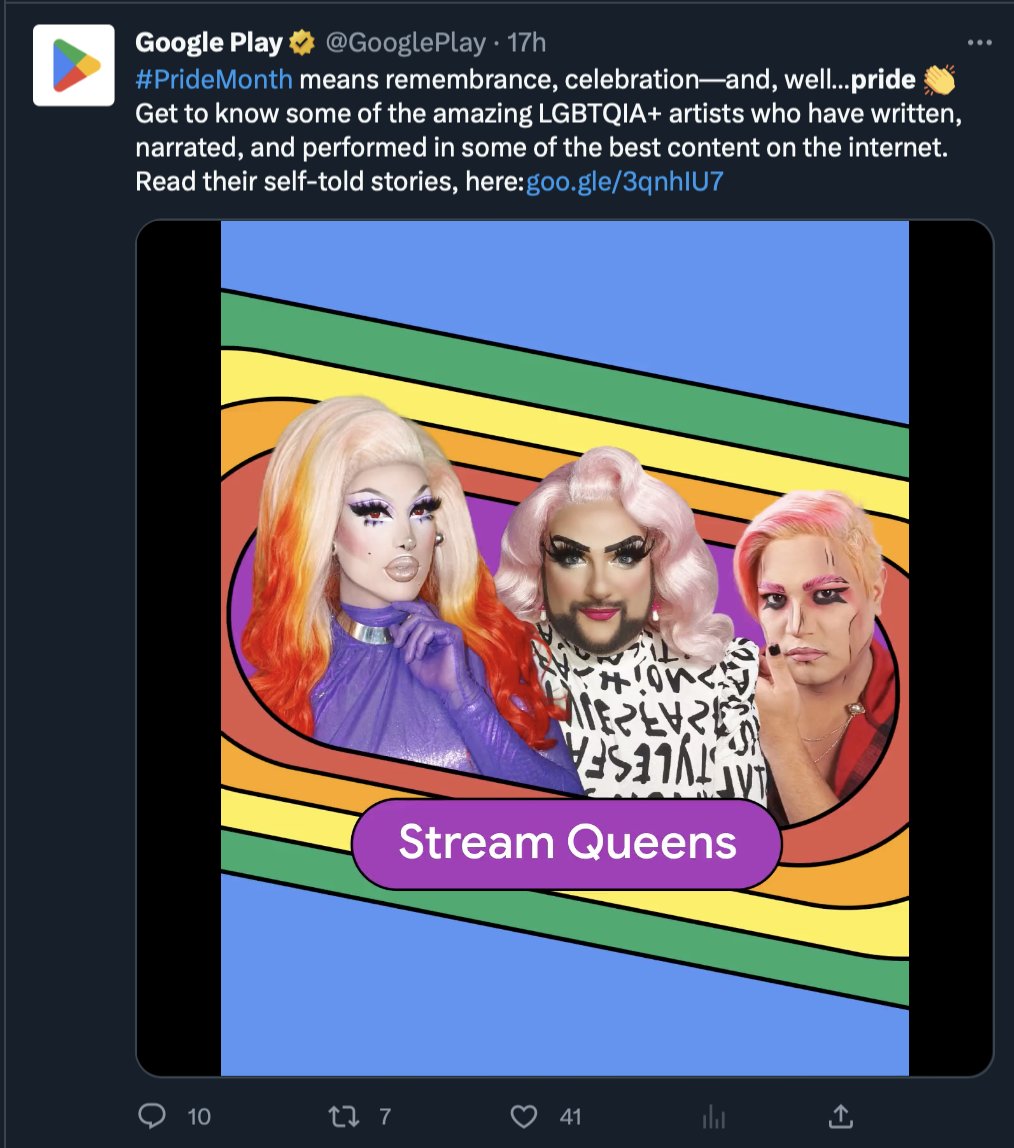 Google Play @GooglePlay · 17h
#PrideMonth means remembrance, celebration—and, well...pride 👏
Get to know some of the amazing LGBTQIA+ artists who have written,
narrated, and performed in some of the best content on the internet.
Read their self-told stories, here:goo.gle/3qnhIU7
Stream Queens
10 7 41